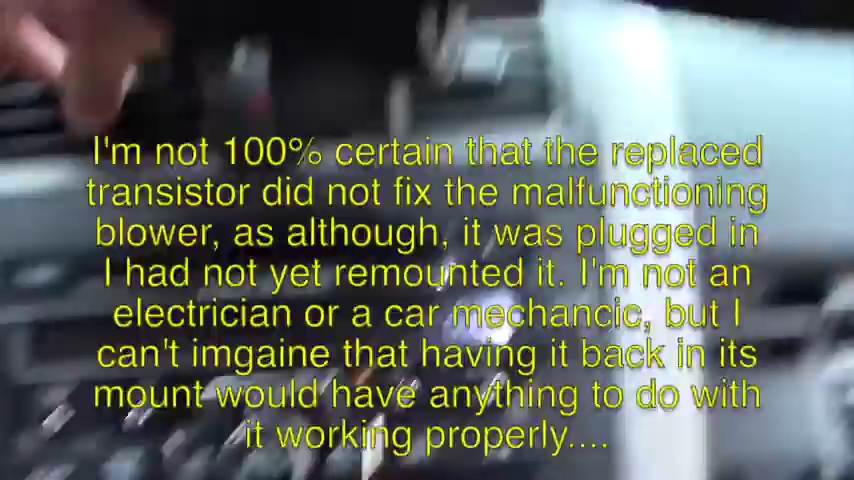 I'm not 100% certain that the replaced
transistor did not fix the malfunctioning
blower, as although, it was plugged in
I had not yet remounted it. I'm not an
electrician or a car mechancic, but I
can't imgaine that having it back in its
mount would have anything to do with
it working properly....